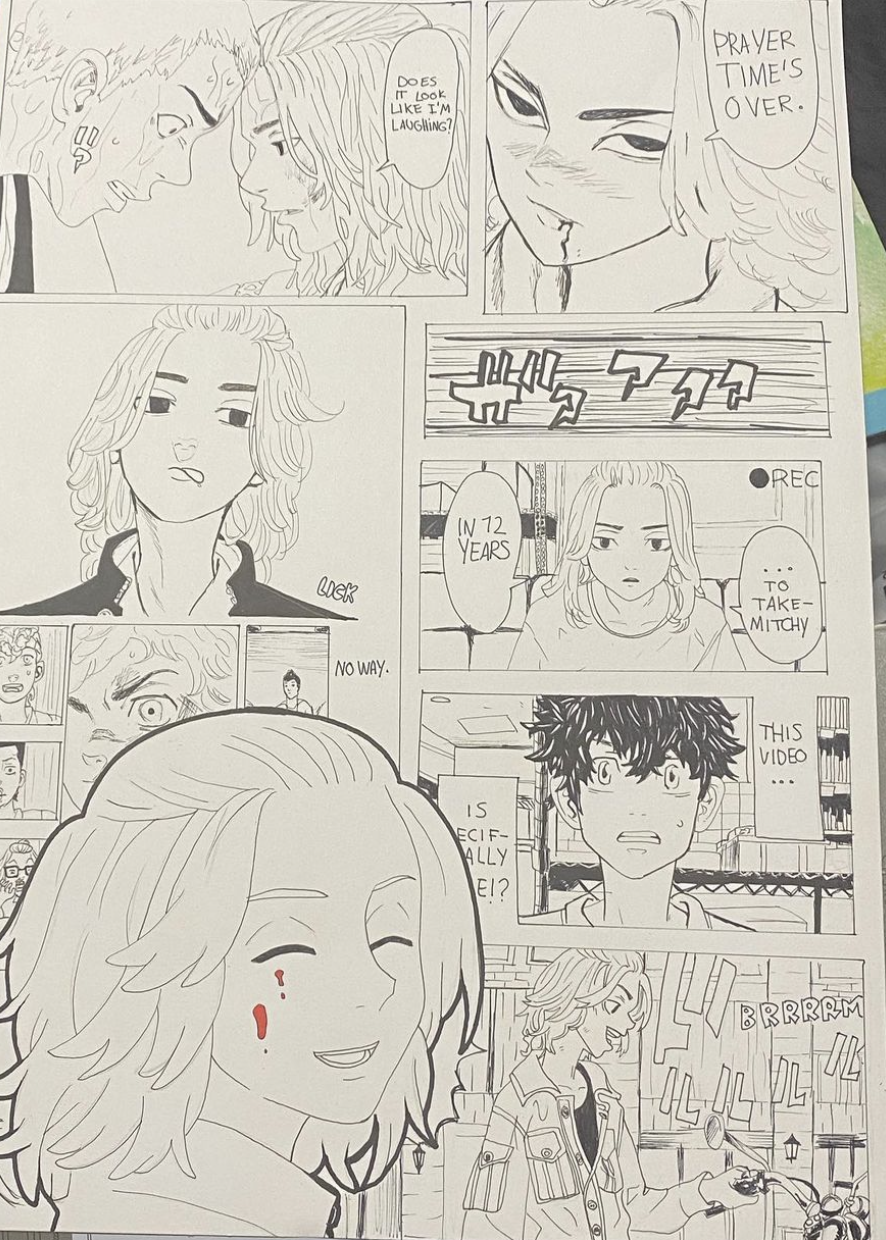 DOES
IT LOOK
LIKE I'M
LAUGHING?
PRAYER
TIME'S
OVER.
LICK
IN 12
YEARS
REC
...
TO
TAKE-
MITCHY
NO WAY.
THIS
VIDEO
...
IS
ECIF-
ALLY
E!?
BRRRRM